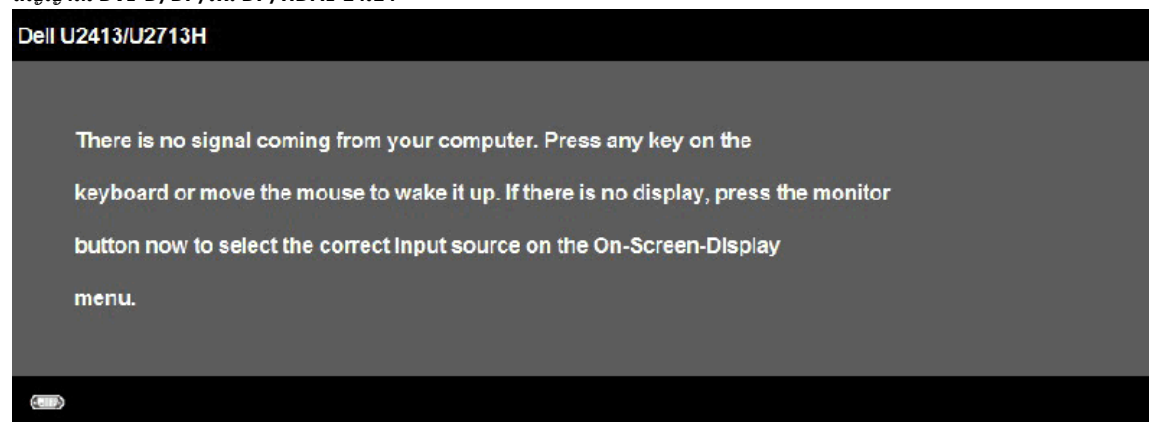 Dell U2413/U2713H
There is no signal coming from your computer. Press any key on the
keyboard or move the mouse to wake it up. If there is no display, press the monitor
button now to select the correct Input source on the On-Screen-Display
menu.